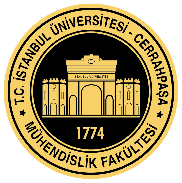 T.C. İSTANBUL ÜNİVERSİTESİ - CERRAHPAŞA
1774
MÜHENDİSLİK FAKÜLTESİ